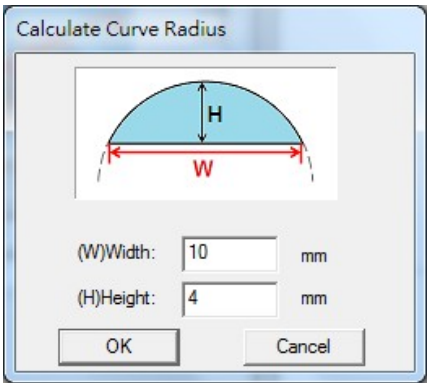 Calculate Curve Radius
H
W
(W)Width: 10 mm
(H)Height: 4 mm
OK Cancel